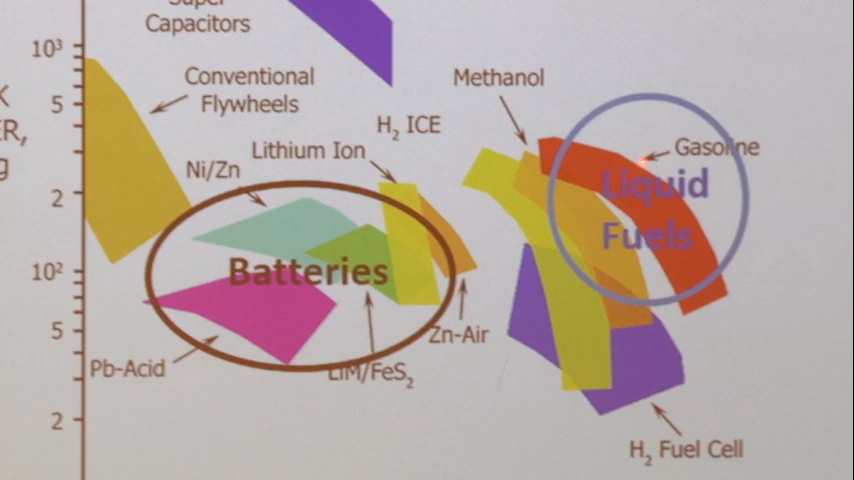 Capacitors
10³
Conventional
Flywheels
5
ER,
Methanol
H₂ ICE
Lithium Ion
Gasoline
Ni/Zn
2
Liquid
Fuels
10²
Batteries
5
Zn-Air
Pb-Acid
LiM/FeS₂
2
H₂ Fuel Cell